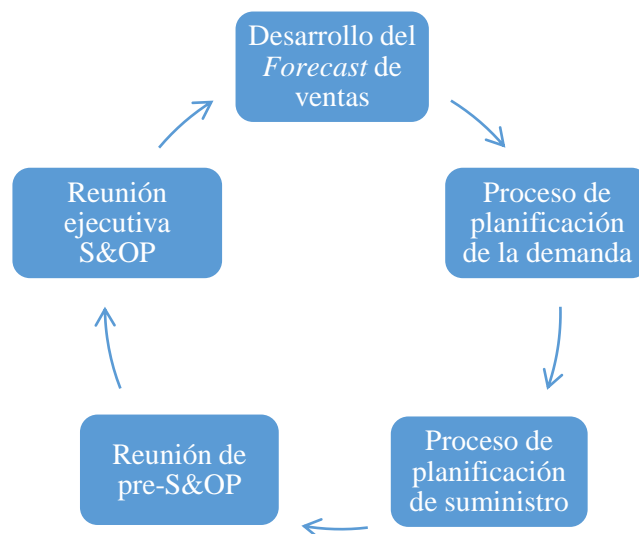 Desarrollo del
Forecast de
ventas
Proceso de
planificación
de la demanda
Proceso de
planificación
de suministro
Reunión de
pre-S&OP
Reunión
ejecutiva
S&OP